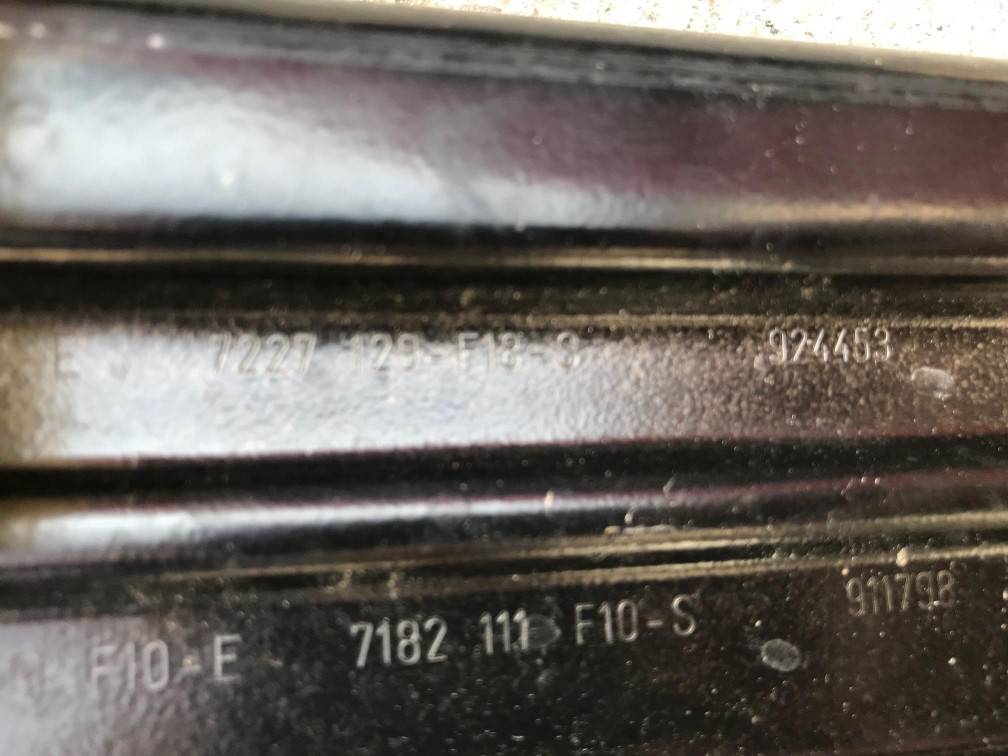 E 7227 129-F18-S 924453
F10-E 7182 111 F10-S 911798